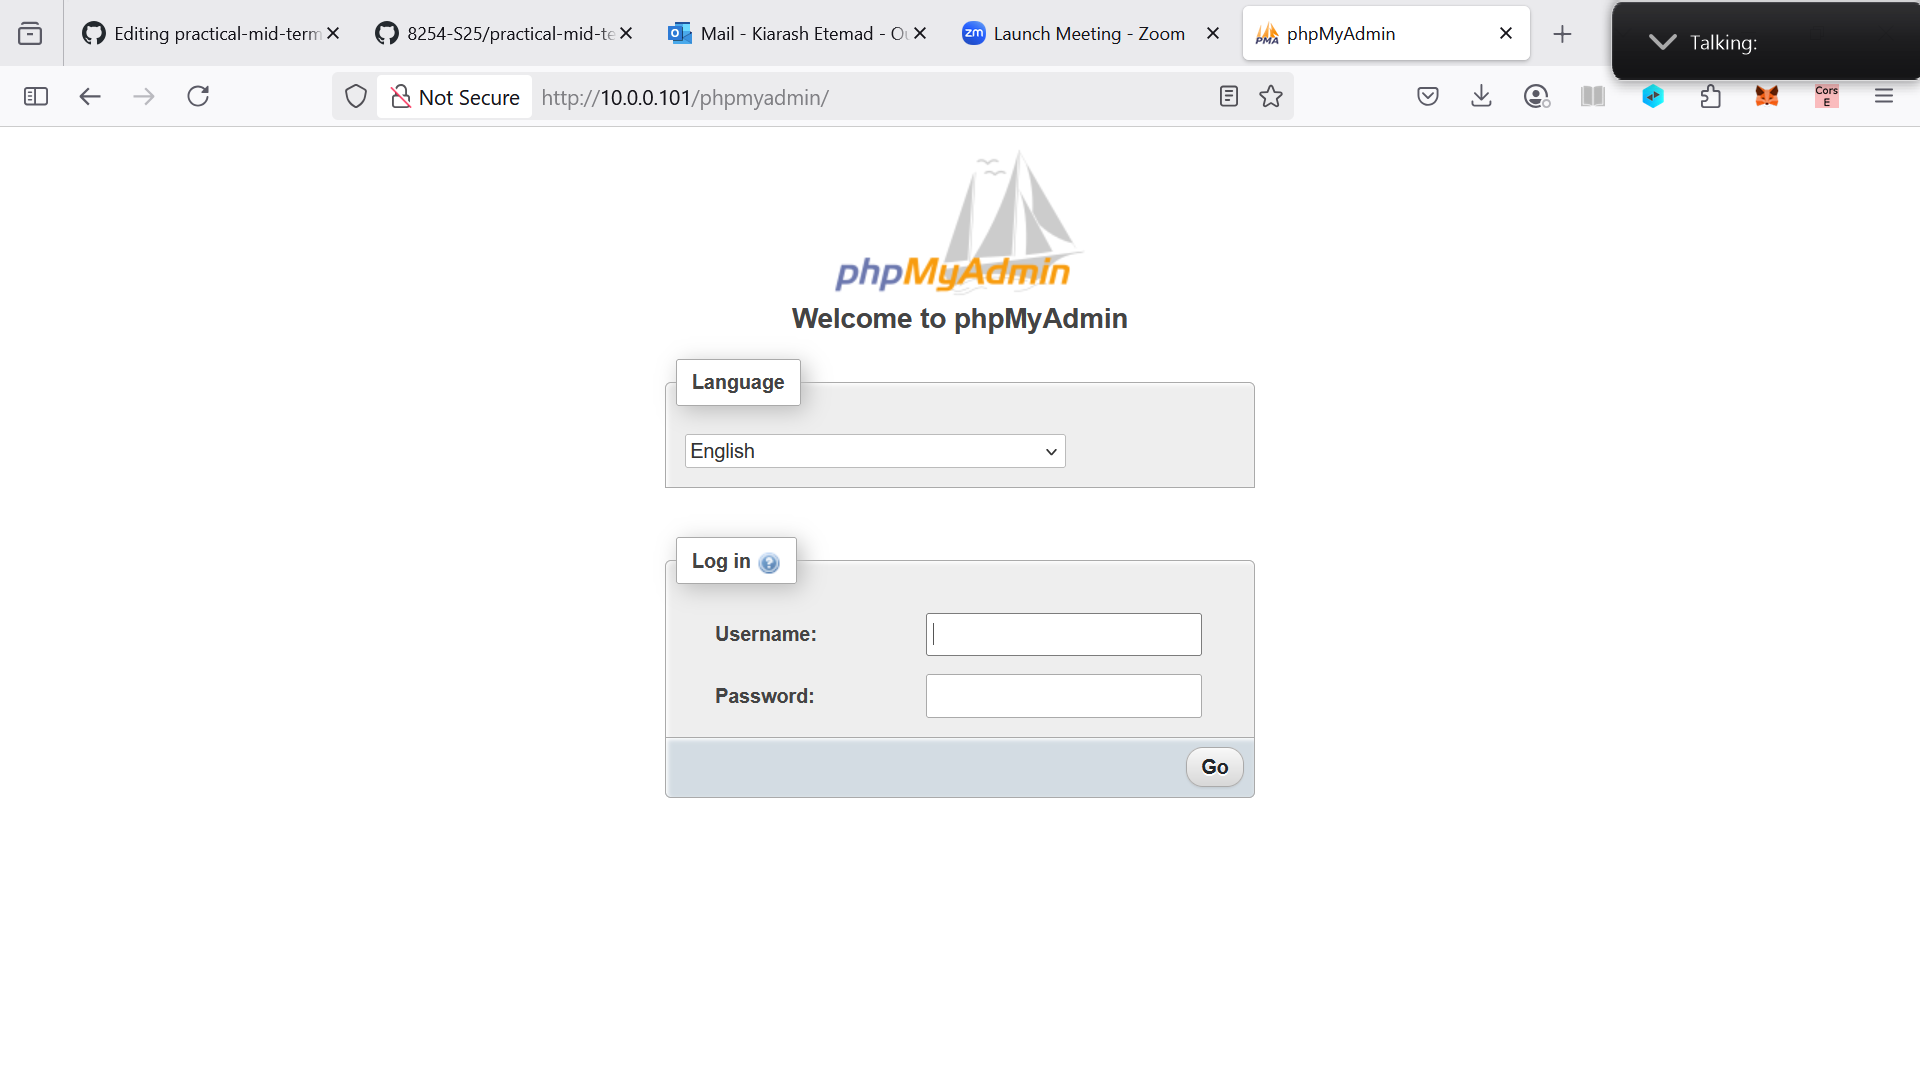 Editing practical-mid-term
8254-S25/practical-mid-te
Mail - Kiarash Etemad - Ou
zm Launch Meeting - Zoom
PMA phpMyAdmin
Talking:
Not Secure http://10.0.0.101/phpmyadmin/
Cors
E
phpMyAdmin
Welcome to phpMyAdmin
Language
English
Log in
Username:
Password:
Go